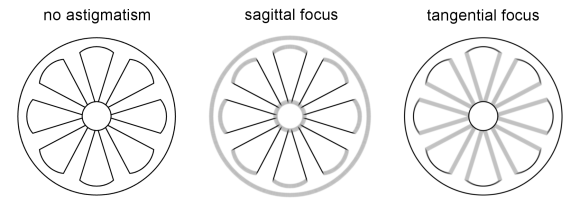 no astigmatism
sagittal focus
tangential focus